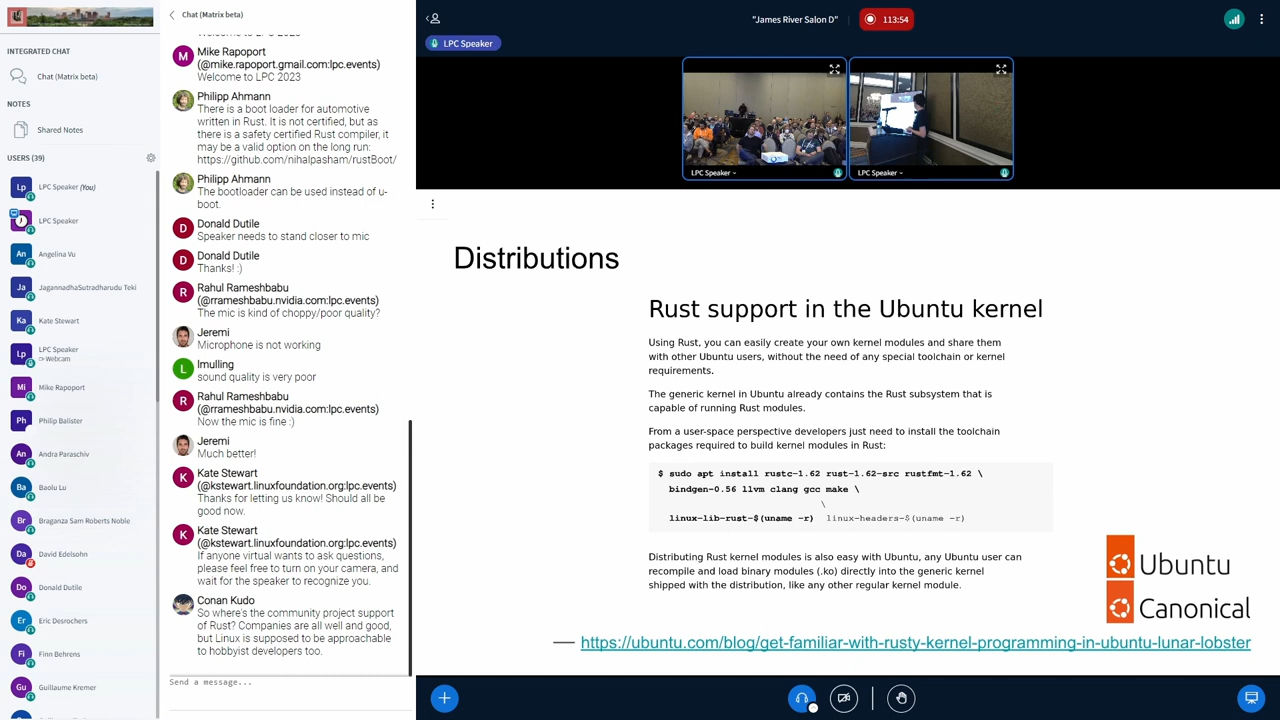 INTEGRATED CHAT
Chat (Matrix beta)
NOTES
Shared Notes
USERS (39)
Lp
LPC Speaker (You)
LPC Speaker
An
Angelina Vu
Ja
JagannadhaSutradharudu Teki
Ka
Kate Stewart
Lp
LPC Speaker
Webcam
Mi
Mike Rapoport
Ph
Philip Balister
An
Andra Paraschiv
Ba
Baolu Lu
Br
Braganza Sam Roberts Noble
Da
David Edelsohn
Do
Donald Dutile
Er
Eric Desrochers
Fi
Finn Behrens
Gu
Guillaume Kremer
Chat (Matrix beta)
M
Mike Rapoport
(@mike.rapoport.gmail.com:lpc.events)
Welcome to LPC 2023
Philipp Ahmann
There is a boot loader for automotive
written in Rust. It is not certified, but as
there is a safety certified Rust compiler, it
may be a valid option on the long run:
https://github.com/nihalpasham/rustBoot/
Philipp Ahmann
The bootloader can be used instead of u-
boot.
D
Donald Dutile
Speaker needs to stand closer to mic
D
Donald Dutile
Thanks! :)
R
Rahul Rameshbabu
(@rrameshbabu.nvidia.com:lpc.events)
The mic is kind of choppy/poor quality?
Jeremi
Microphone is not working
L
lmulling
sound quality is very poor
R
Rahul Rameshbabu
(@rrameshbabu.nvidia.com:lpc.events)
Now the mic is fine :)
Jeremi
Much better!
K
Kate Stewart
(@kstewart.linuxfoundation.org:lpc.events)
Thanks for letting us know! Should all be
good now.
K
Kate Stewart
(@kstewart.linuxfoundation.org:lpc.events)
If anyone virtual wants to ask questions,
please feel free to turn on your camera, and
wait for the speaker to recognize you.
Conan Kudo
So where's the community project support
of Rust? Companies are all well and good,
but Linux is supposed to be approachable
to hobbyist developers too.
Send a message...
"James River Salon D"
113:54
LPC Speaker
LPC Speaker
LPC Speaker
Distributions
Rust support in the Ubuntu kernel
Using Rust, you can easily create your own kernel modules and share them
with other Ubuntu users, without the need of any special toolchain or kernel
requirements.
The generic kernel in Ubuntu already contains the Rust subsystem that is
capable of running Rust modules.
From a user-space perspective developers just need to install the toolchain
packages required to build kernel modules in Rust:
$ sudo apt install rustc-1.62 rust-1.62-src rustfmt-1.62 \
bindgen-0.56 llvm clang gcc make \
\
linux-lib-rust-$(uname -r) linux-headers-$(uname -r)
Distributing Rust kernel modules is also easy with Ubuntu, any Ubuntu user can
recompile and load binary modules (.ko) directly into the generic kernel
shipped with the distribution, like any other regular kernel module.
Ubuntu
Canonical
— https://ubuntu.com/blog/get-familiar-with-rusty-kernel-programming-in-ubuntu-lunar-lobster